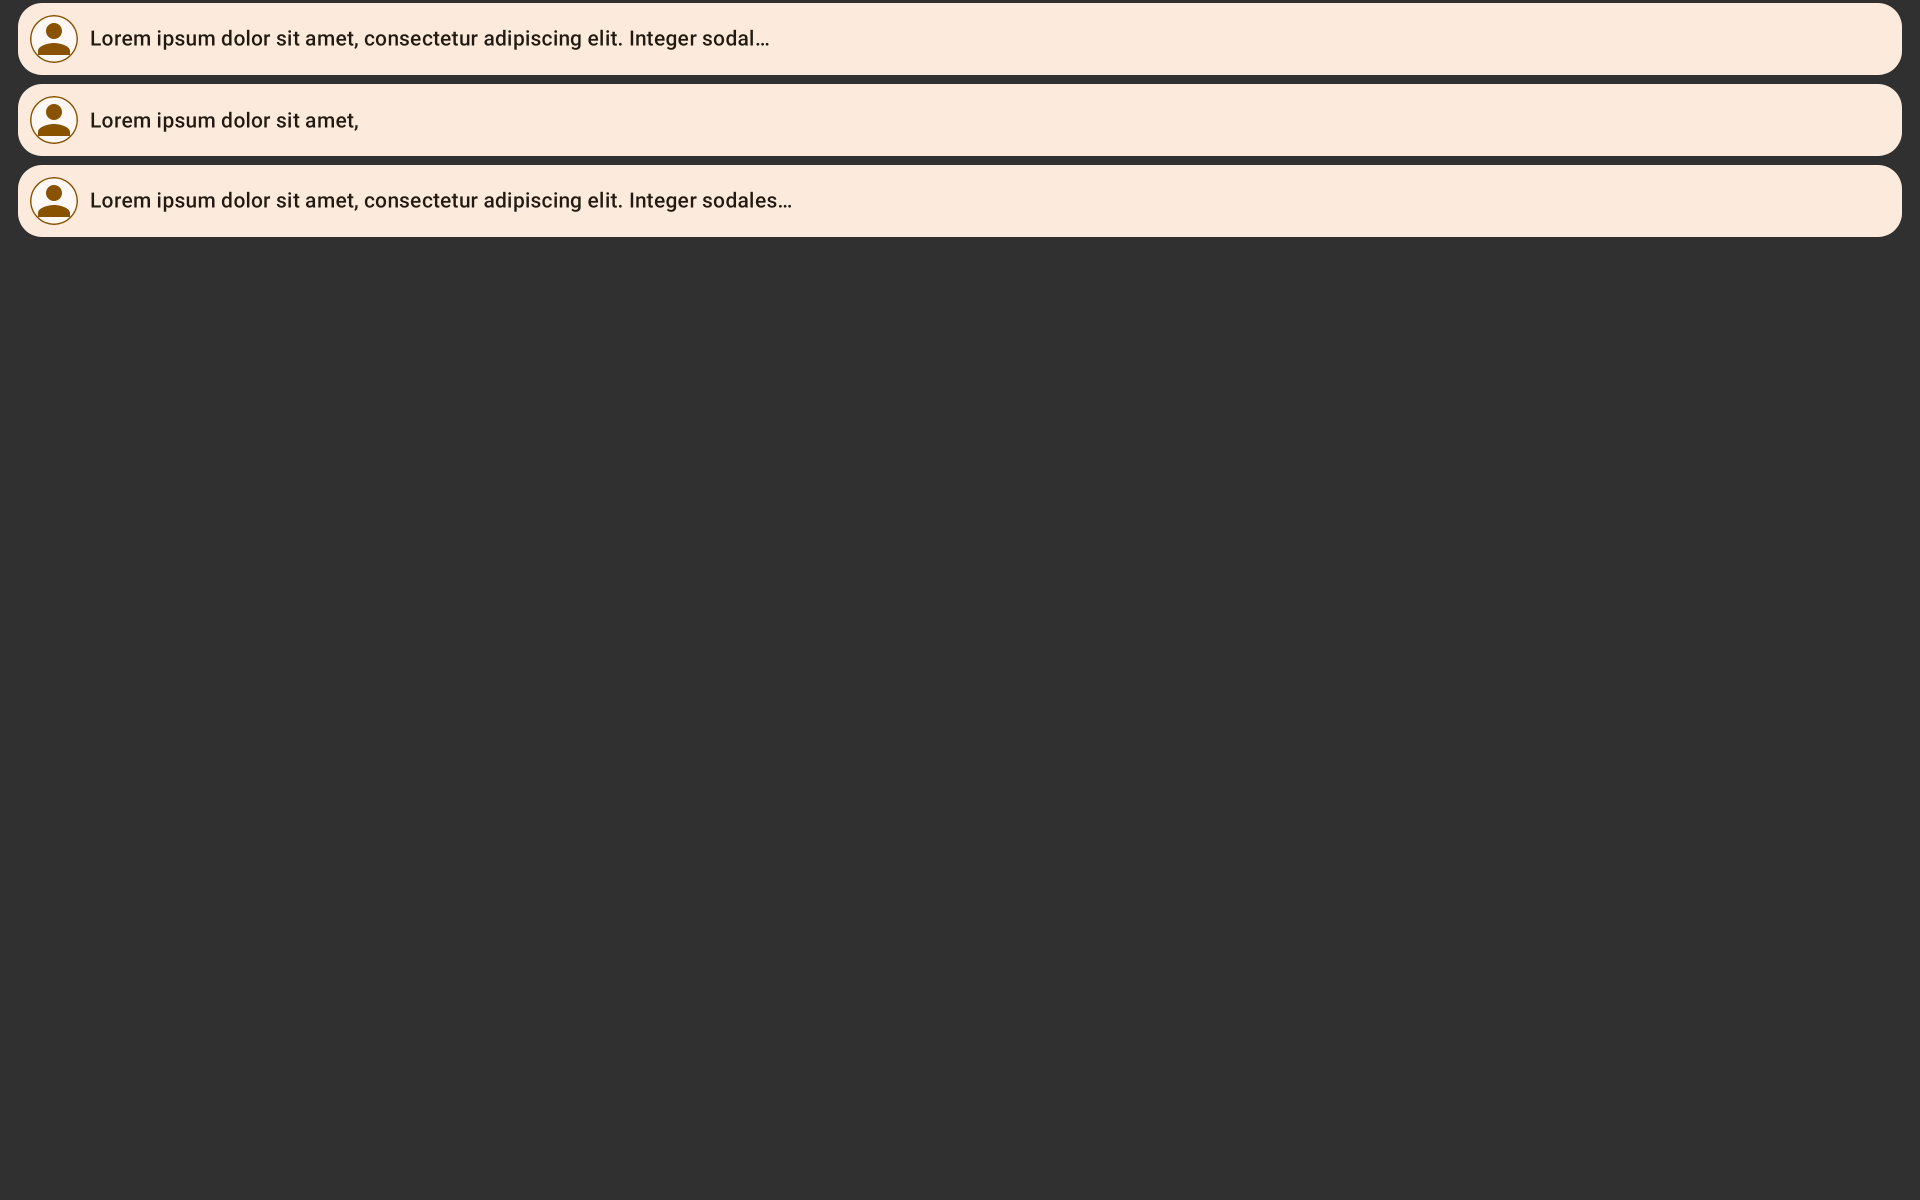 Lorem ipsum dolor sit amet, consectetur adipiscing elit. Integer sodal…
Lorem ipsum dolor sit amet,
Lorem ipsum dolor sit amet, consectetur adipiscing elit. Integer sodales…